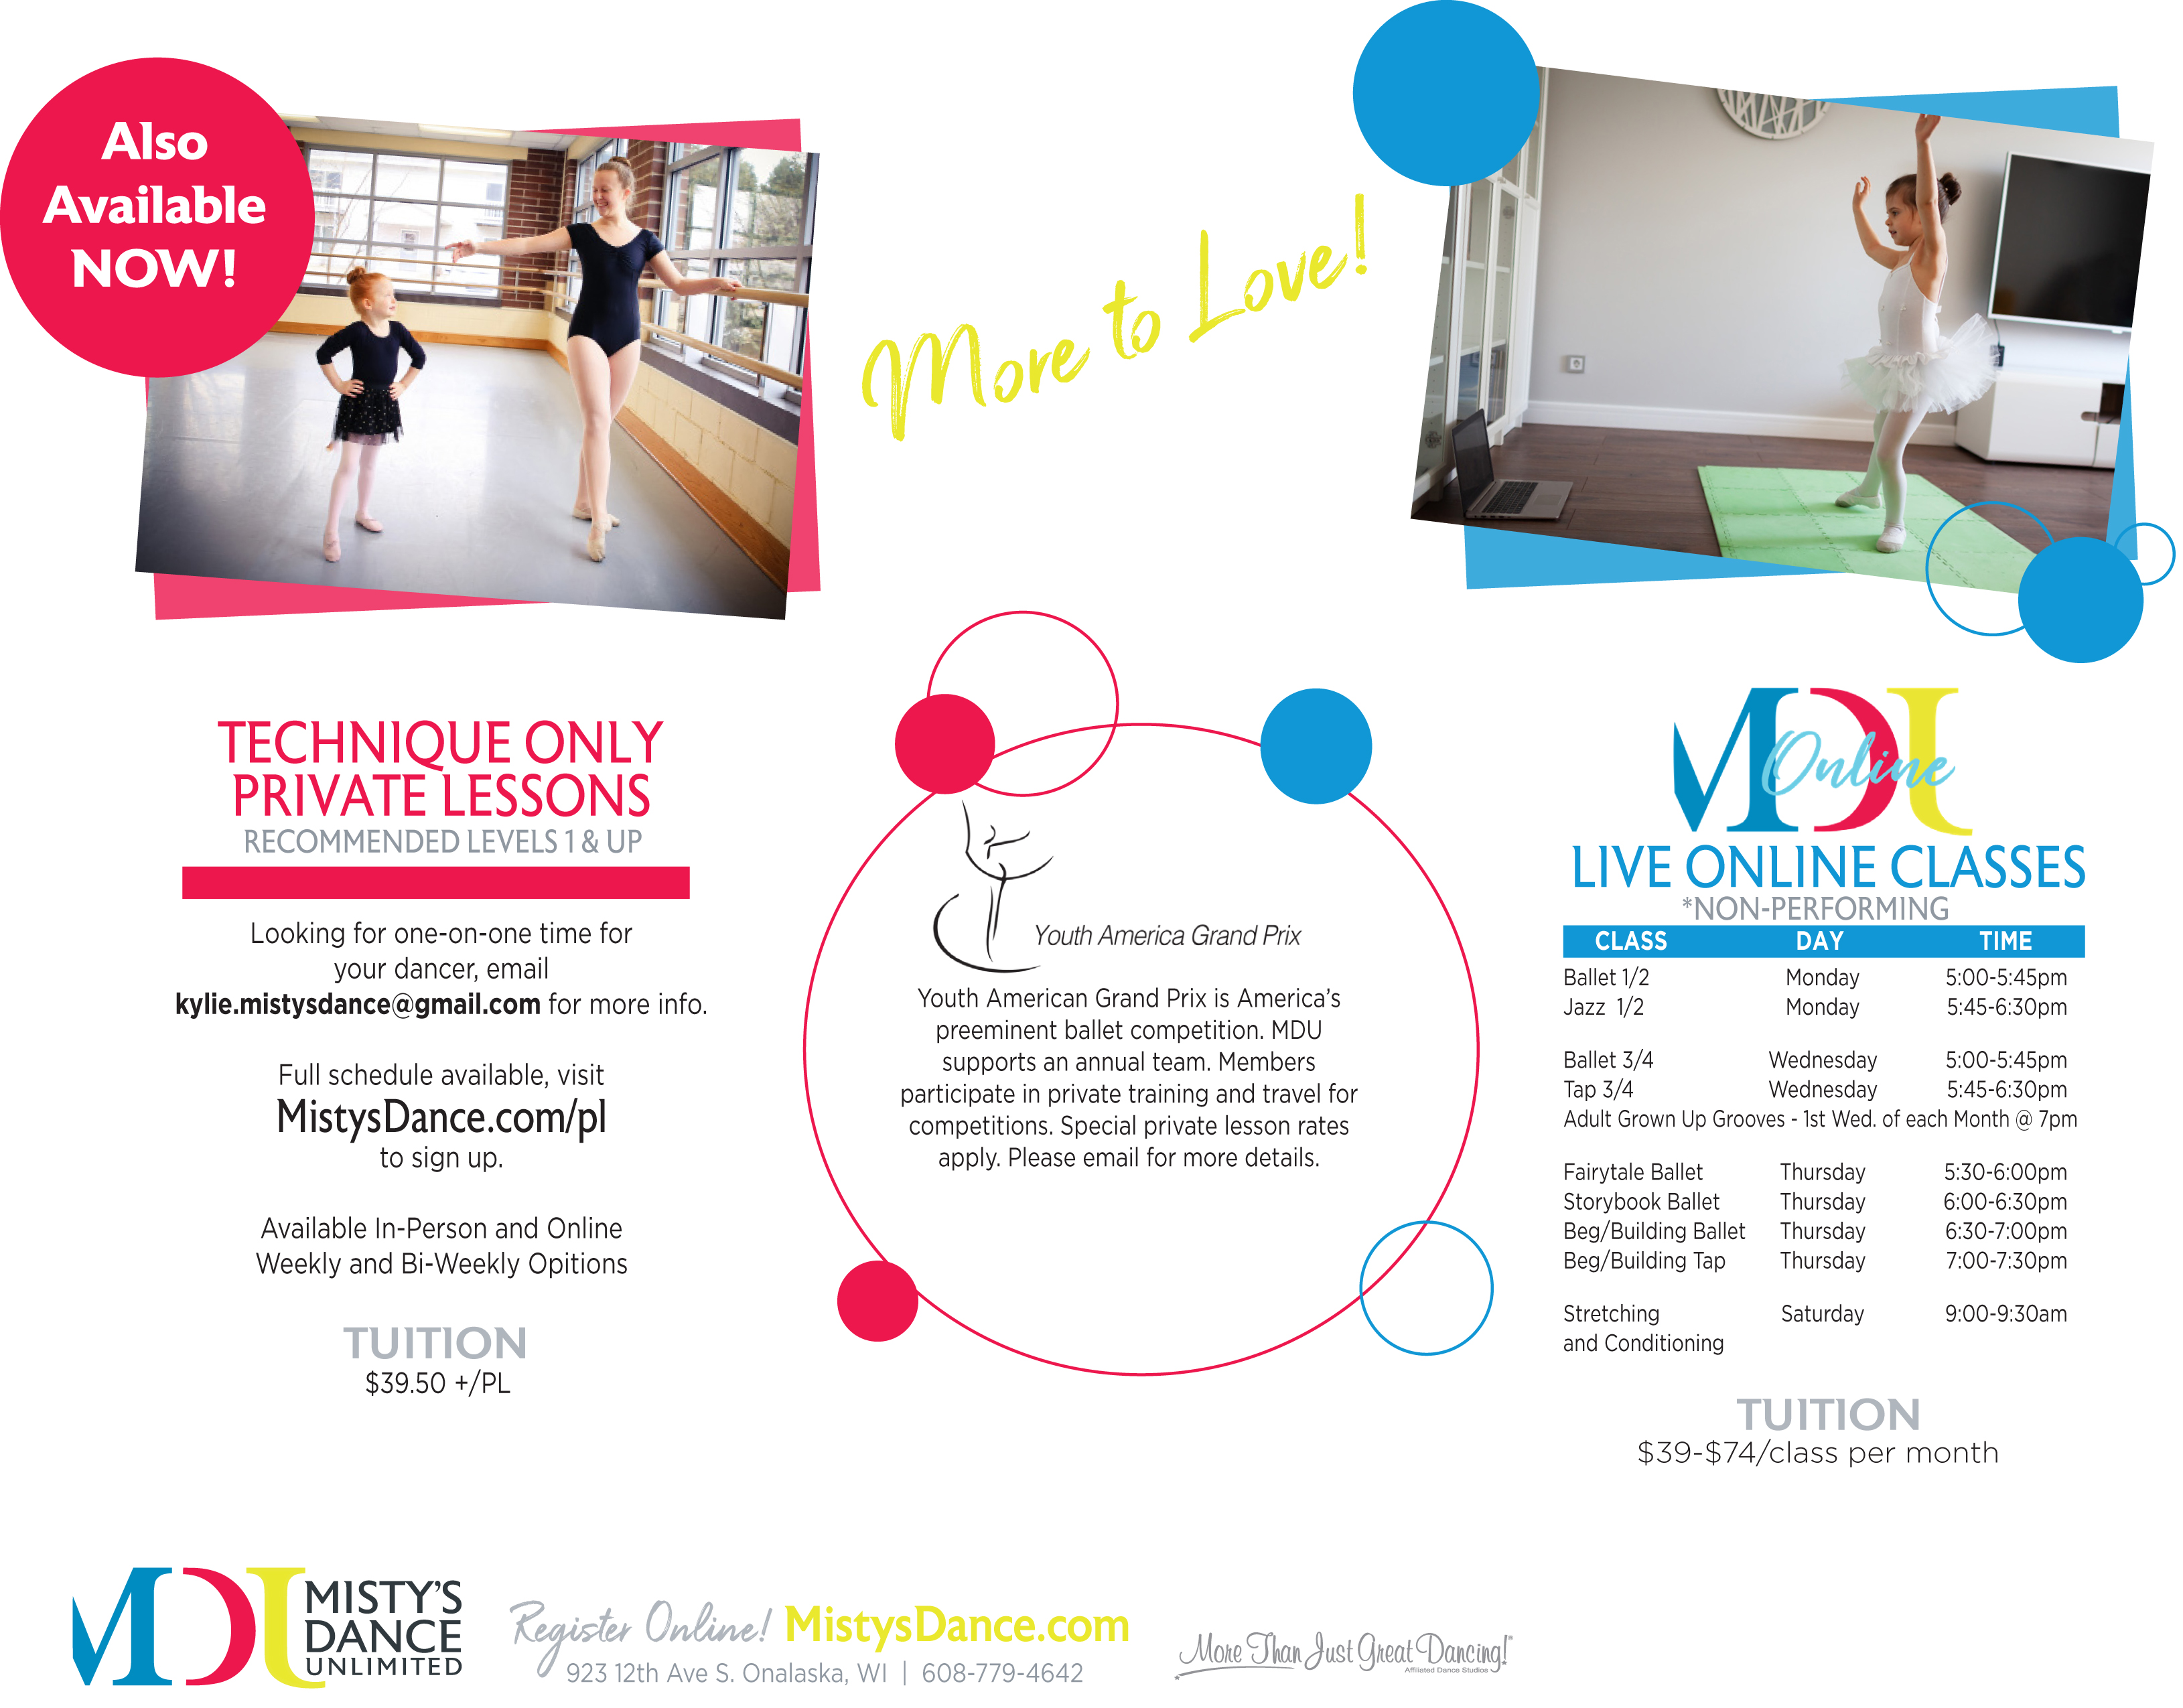 Also
Available
NOW!
More to Love!
TECHNIQUE ONLY
PRIVATE LESSONS
RECOMMENDED LEVELS 1 & UP
Looking for one-on-one time for
your dancer, email
kylie.mistysdance@gmail.com for more info.
Full schedule available, visit
MistysDance.com/pl
to sign up.
Available In-Person and Online
Weekly and Bi-Weekly Opitions
TUITION
$39.50 +/PL
Youth America Grand Prix
Youth American Grand Prix is America's
preeminent ballet competition. MDU
supports an annual team. Members
participate in private training and travel for
competitions. Special private lesson rates
apply. Please email for more details.
MDU
Online
LIVE ONLINE CLASSES
*NON-PERFORMING
CLASS DAY TIME
Ballet 1/2 Monday 5:00-5:45pm
Jazz 1/2 Monday 5:45-6:30pm
Ballet 3/4 Wednesday 5:00-5:45pm
Tap 3/4 Wednesday 5:45-6:30pm
Adult Grown Up Grooves - 1st Wed. of each Month @ 7pm
Fairytale Ballet Thursday 5:30-6:00pm
Storybook Ballet Thursday 6:00-6:30pm
Beg/Building Ballet Thursday 6:30-7:00pm
Beg/Building Tap Thursday 7:00-7:30pm
Stretching Saturday 9:00-9:30am
and Conditioning
TUITION
$39-$74/class per month
MDU
MISTY'S
DANCE
UNLIMITED
Register Online! MistysDance.com
923 12th Ave S. Onalaska, WI | 608-779-4642
More Than Just Great Dancing!®
Affiliated Dance Studios